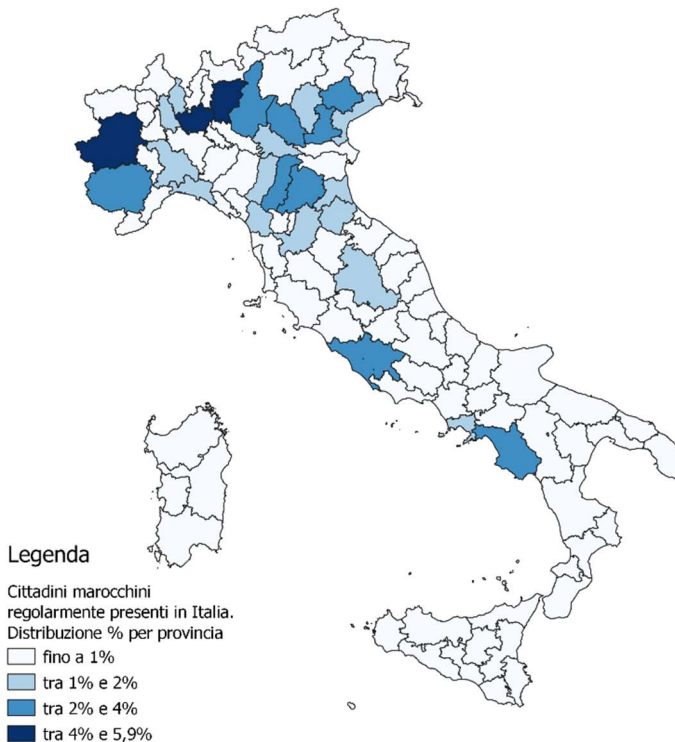 Legenda
Cittadini marocchini
regolarmente presenti in Italia.
Distribuzione % per provincia
fino a 1%
tra 1% e 2%
tra 2% e 4%
tra 4% e 5,9%